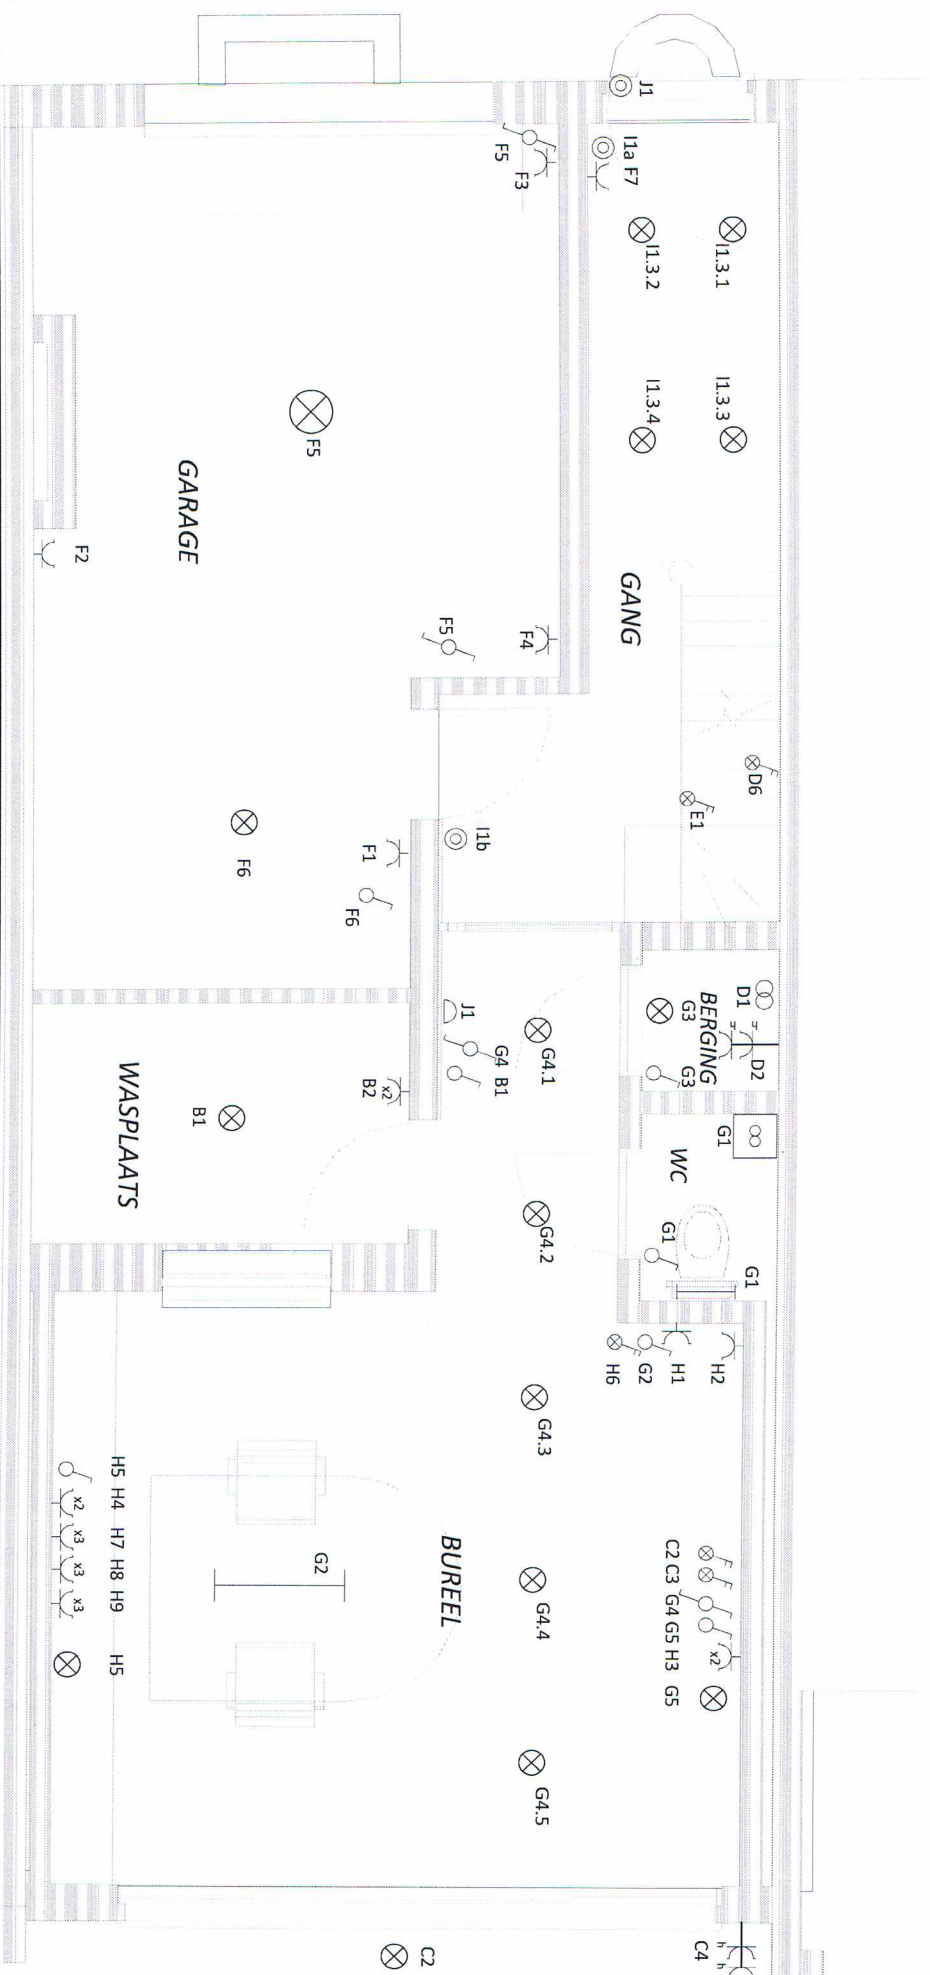 J1
I1a F7
F5
F3
I1.3.1
I1.3.2
I1.3.3
I1.3.4
F5
GARAGE
F2
GANG
F5
F4
D6
E1
I1b
F1
F6
F6
BERGING
D1
D2
G3
G3
J1
G4 B1
G4.1
WASPLAATS
B2
x2
B1
WC
G1
G1
G1
G4.2
H2
H1
G2
H6
G4.3
BUREEL
G2
G4.4
G4.5
C2 C3 G4 G5 H3 G5
x2
H5 H4 H7 H8 H9 H5
x2 x3 x3 x3
C4
h h
C2